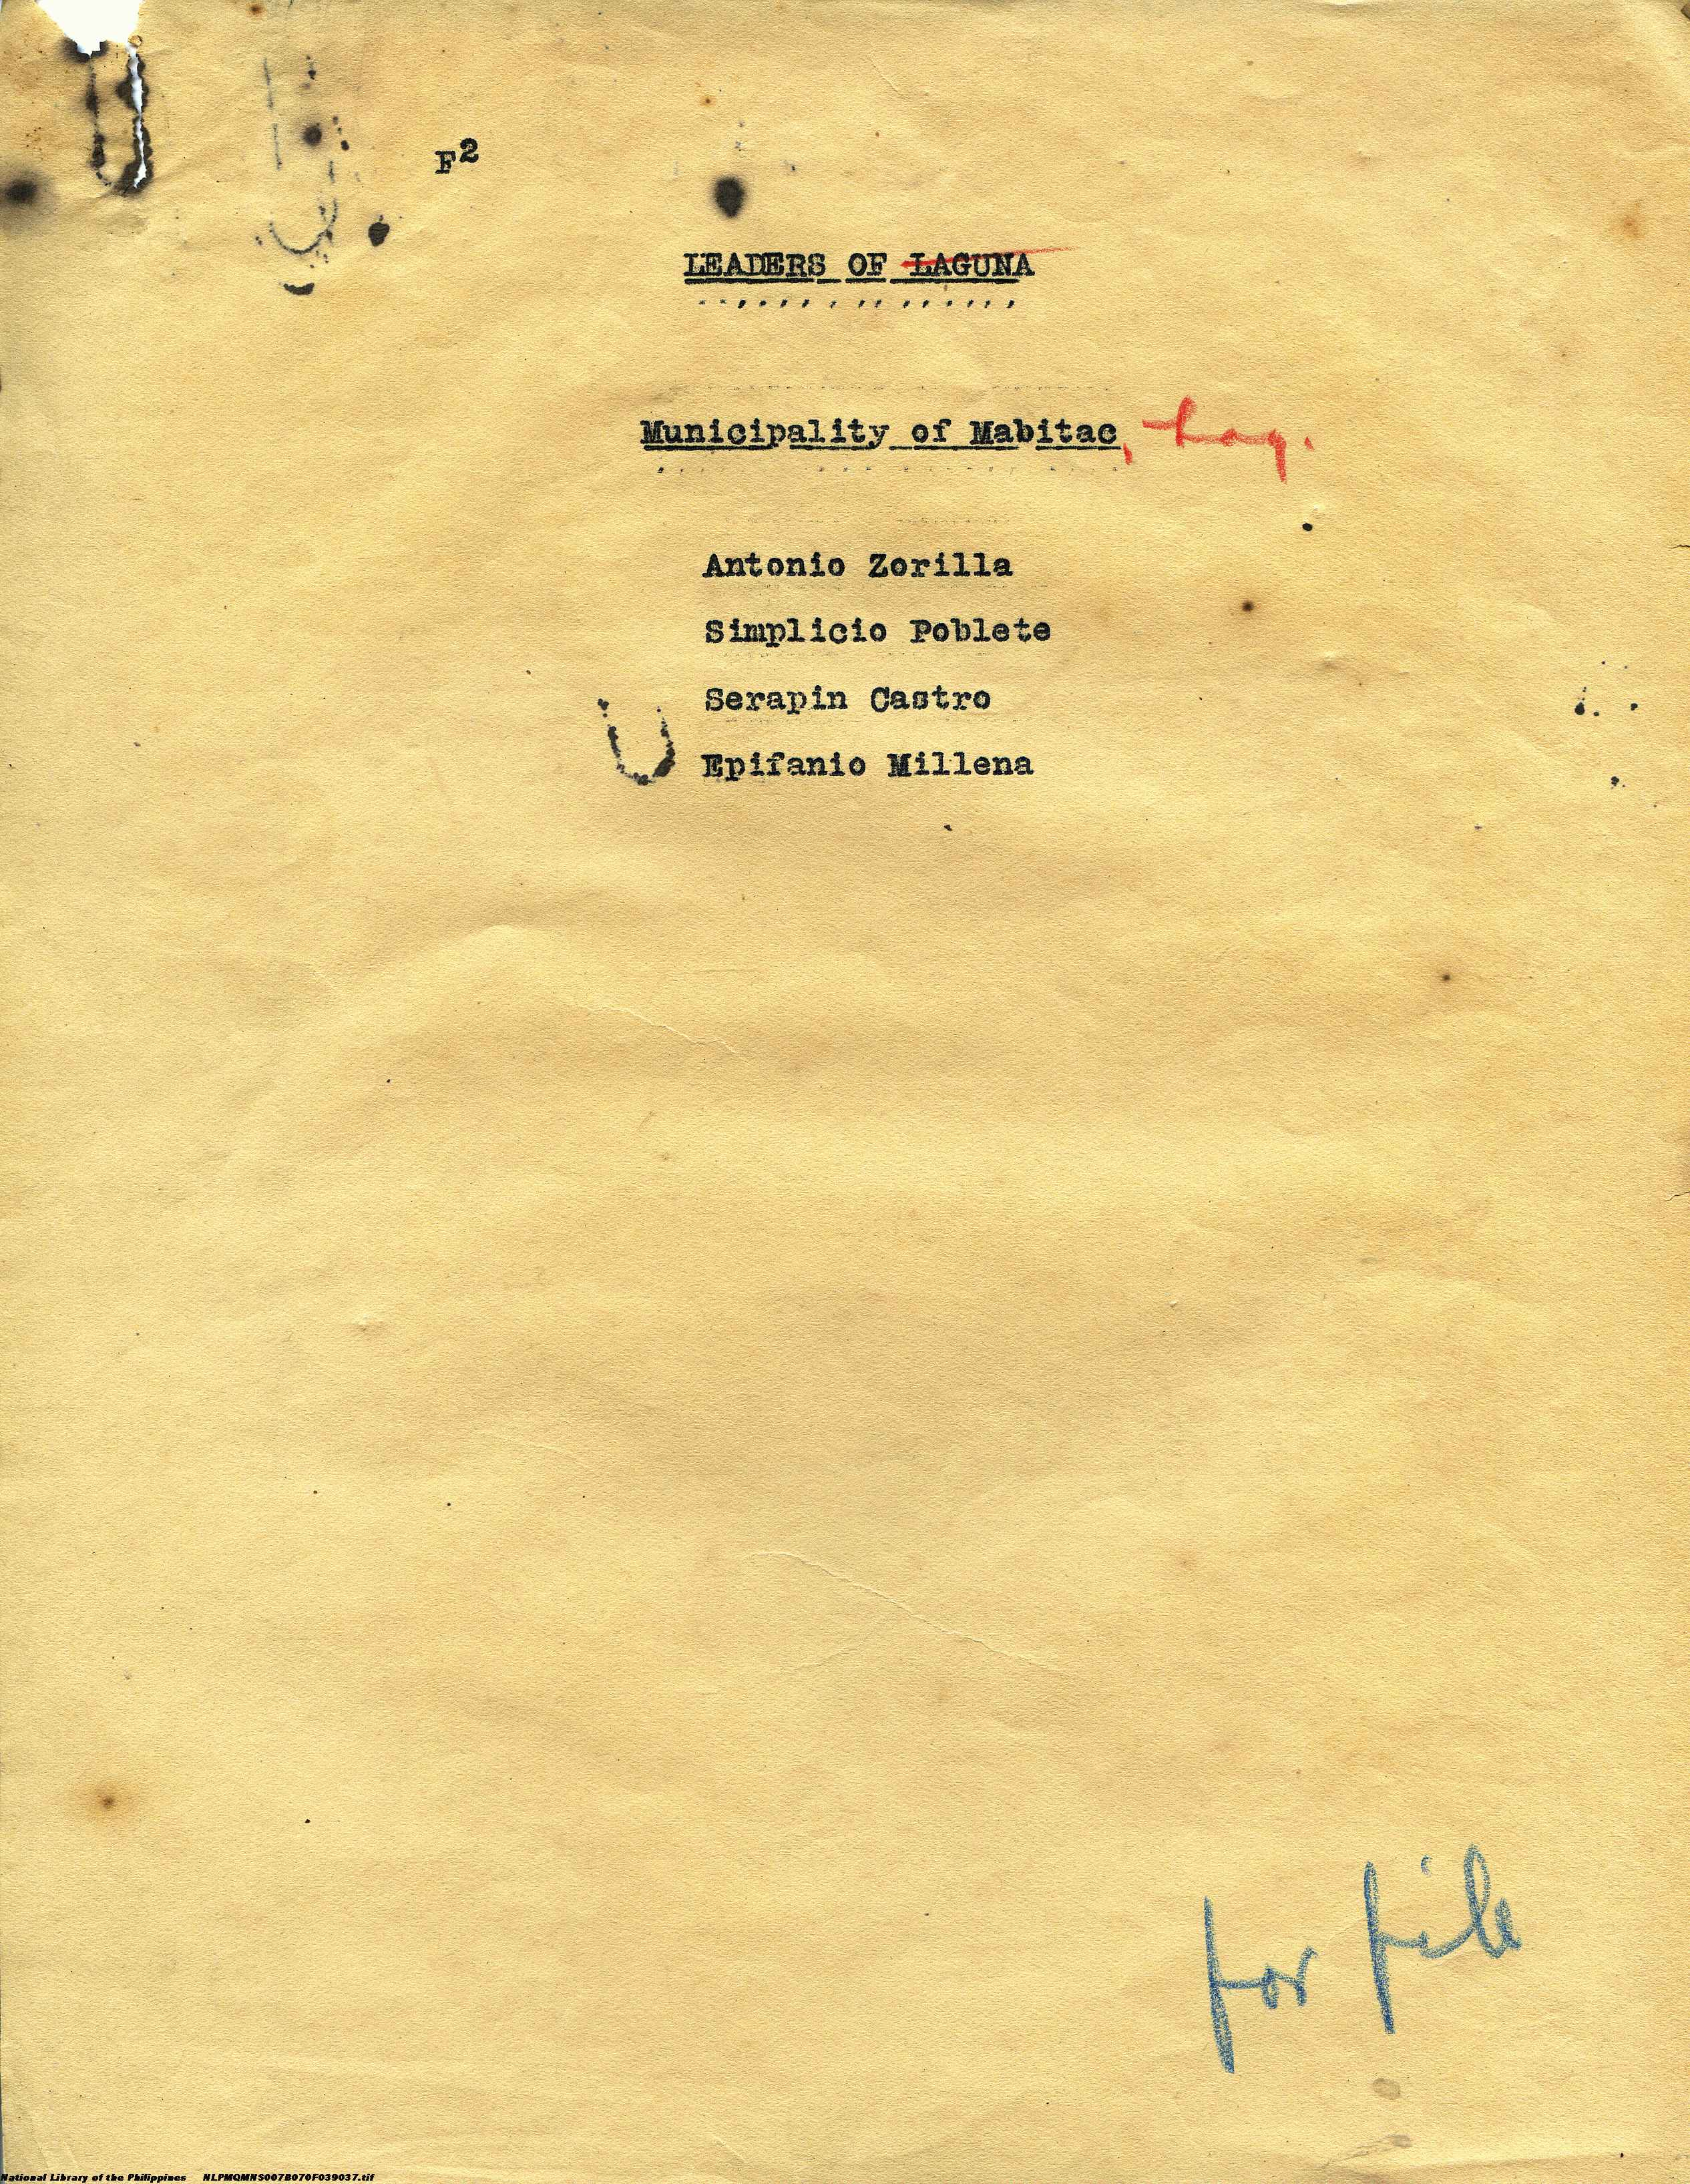 F2
LEADERS OF LAGUNA
Municipality of Mabitac, Lag.
Antonio Zorilla
Simplicio Poblete
Serapin Castro
Epifanio Millena
for file
National Library of the Philippines NLPMQMNS007B070F039037.tif